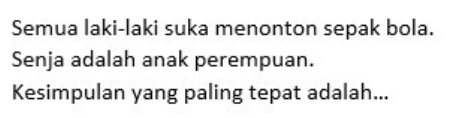 Semua laki-laki suka menonton sepak bola.
Senja adalah anak perempuan.
Kesimpulan yang paling tepat adalah...